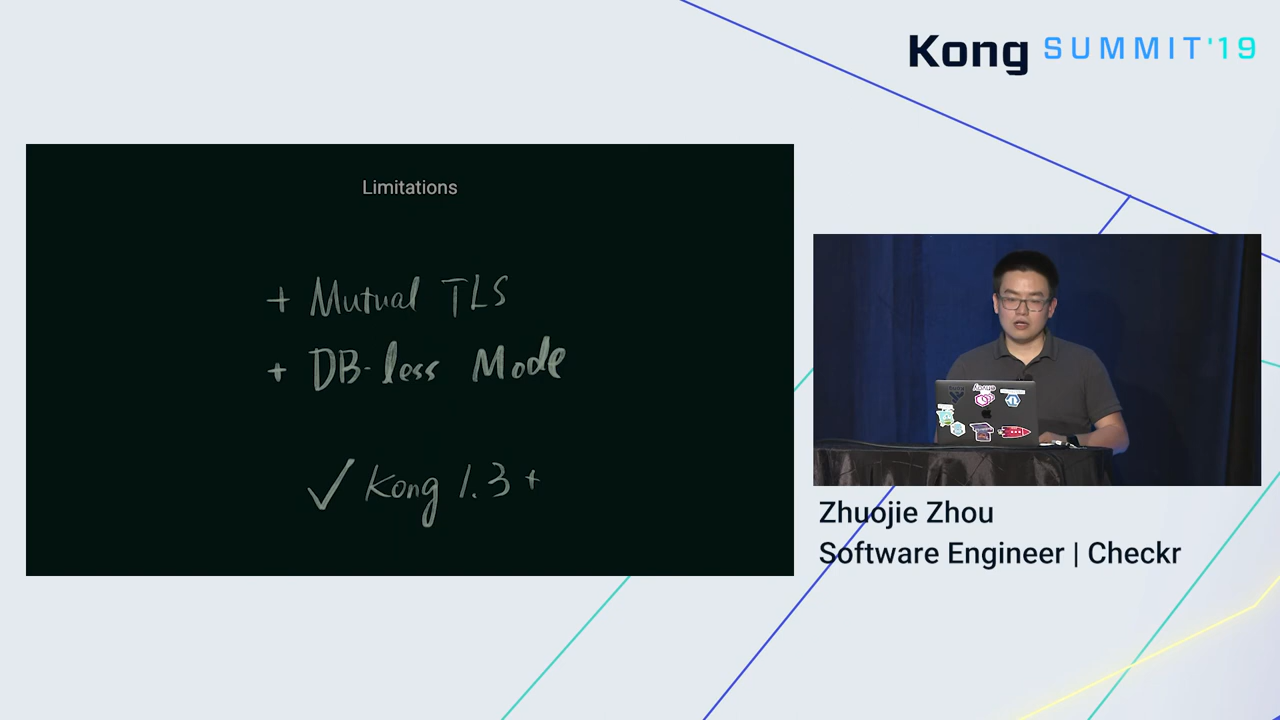 Kong SUMMIT'19
Limitations
+ Mutual TLS
+ DB-less Mode
✓ Kong 1.3+
Zhuojie Zhou
Software Engineer | Checkr